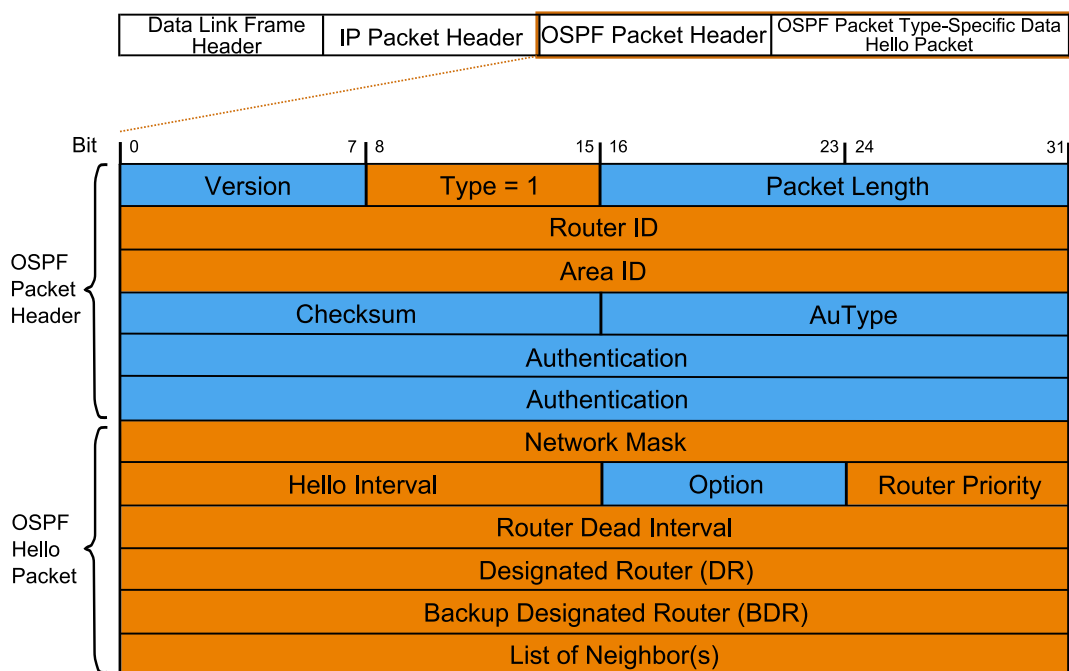 Data Link Frame
Header
IP Packet Header
OSPF Packet Header
OSPF Packet Type-Specific Data
Hello Packet
Bit 0 7 8 15 16 23 24 31
OSPF
Packet
Header
Version Type = 1 Packet Length
Router ID
Area ID
Checksum AuType
Authentication
Authentication
OSPF
Hello
Packet
Network Mask
Hello Interval Option Router Priority
Router Dead Interval
Designated Router (DR)
Backup Designated Router (BDR)
List of Neighbor(s)